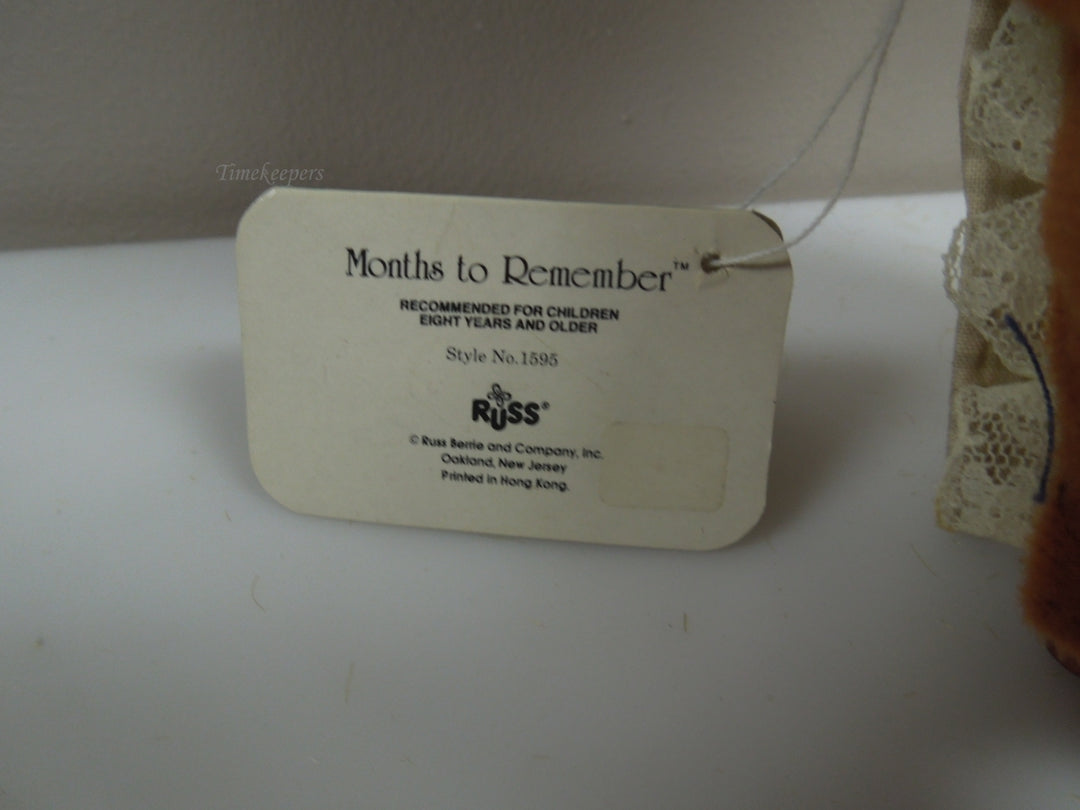 Timekeepers
Months to Remember™
RECOMMENDED FOR CHILDREN
EIGHT YEARS AND OLDER
Style No.1595
RUSS®
© Russ Berrie and Company, Inc.
Oakland, New Jersey
Printed in Hong Kong.